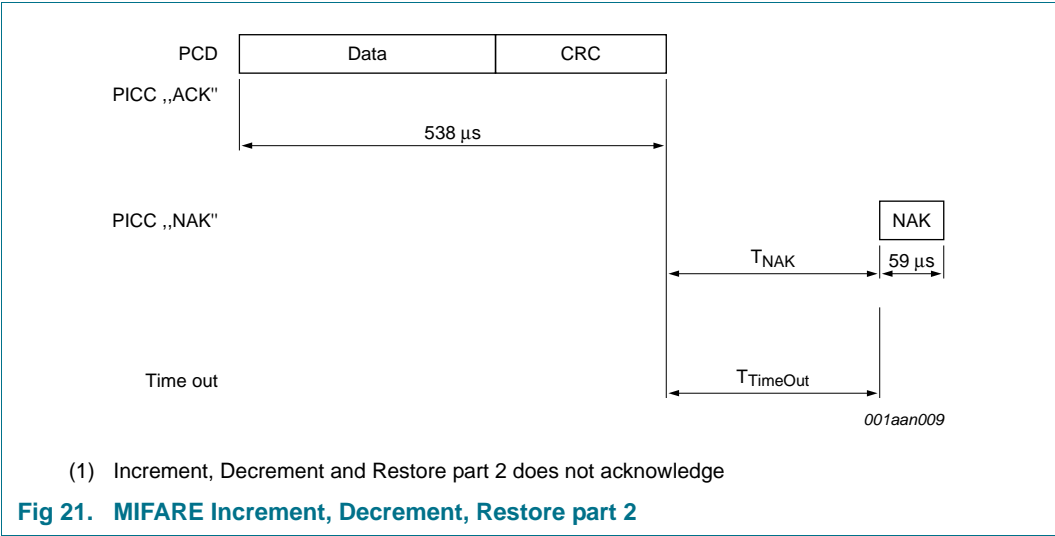 PCD Data CRC
PICC ,,ACK"
538 μs
PICC ,,NAK" NAK
TNAK 59 μs
Time out TTimeOut
001aan009
(1) Increment, Decrement and Restore part 2 does not acknowledge
Fig 21. MIFARE Increment, Decrement, Restore part 2